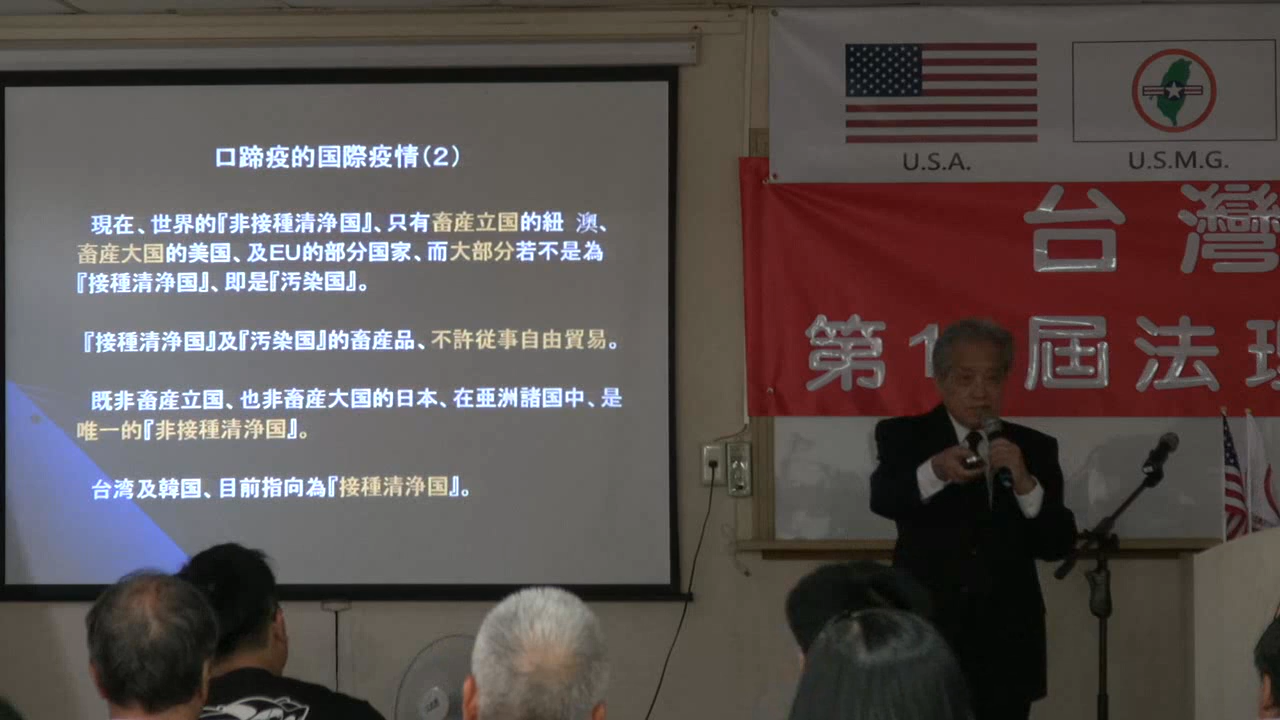 口蹄疫的国際疫情(2)
現在、世界的『非接種清浄国』、只有畜産立国的紐 澳、
畜産大国的美国、及EU的部分国家、而大部分若不是為
『接種清浄国』、即是『汚染国』。
『接種清浄国』及『汚染国』的畜産品、不許従事自由貿易。
既非畜産立国、也非畜産大国的日本、在亜洲諸国中、是
唯一的『非接種清浄国』。
台湾及韓国、目前指向為『接種清浄国』。
U.S.A.
U.S.M.G.
台灣
第1 屆法理